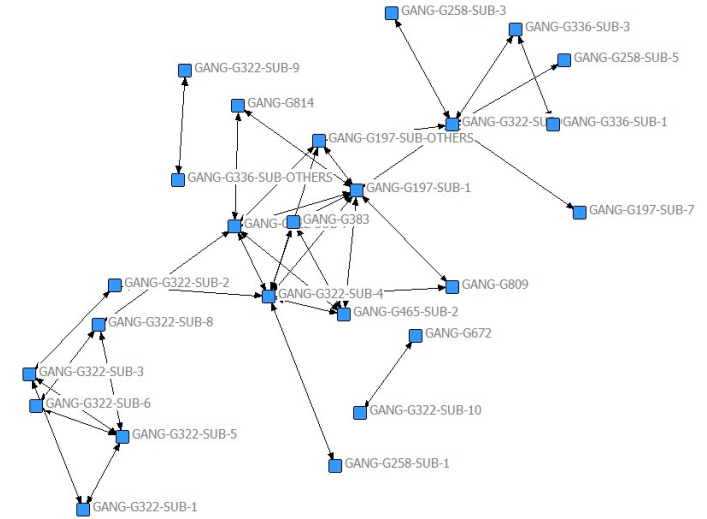 GANG-G258-SUB-3
GANG-G336-SUB-3
GANG-G258-SUB-5
GANG-G322-SUB-9
GANG-G814
GANG-G322-SU
GANG-G336-SUB-1
GANG-G197-SUB-OTHERS
GANG-G336-SUB-OTHERS
GANG-G197-SUB-1
GANG-G197-SUB-7
GANG-G383
GANG-G322-SUB-2
GANG-G809
GANG-G322-SUB-4
GANG-G465-SUB-2
GANG-G322-SUB-8
GANG-G672
GANG-G322-SUB-3
GANG-G322-SUB-6
GANG-G322-SUB-10
GANG-G322-SUB-5
GANG-G258-SUB-1
GANG-G322-SUB-1